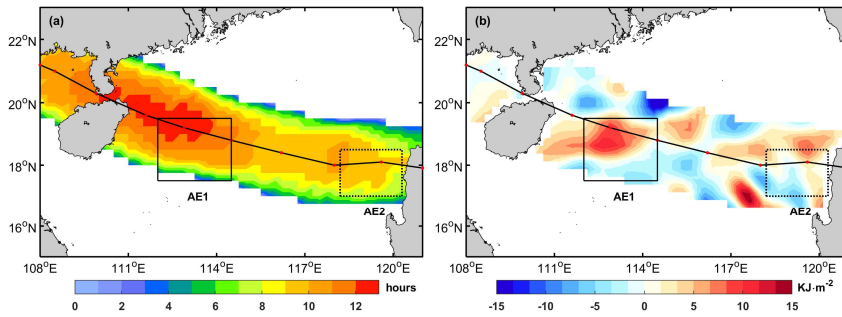 (a)
22°N
20°N
18°N
16°N
AE1
AE2
108°E
111°E
114°E
117°E
120°E
hours
0 2 4 6 8 10 12
(b)
22°N
20°N
18°N
16°N
AE1
AE2
108°E
111°E
114°E
117°E
120°E
KJ·m⁻²
-15 -10 -5 0 5 10 15